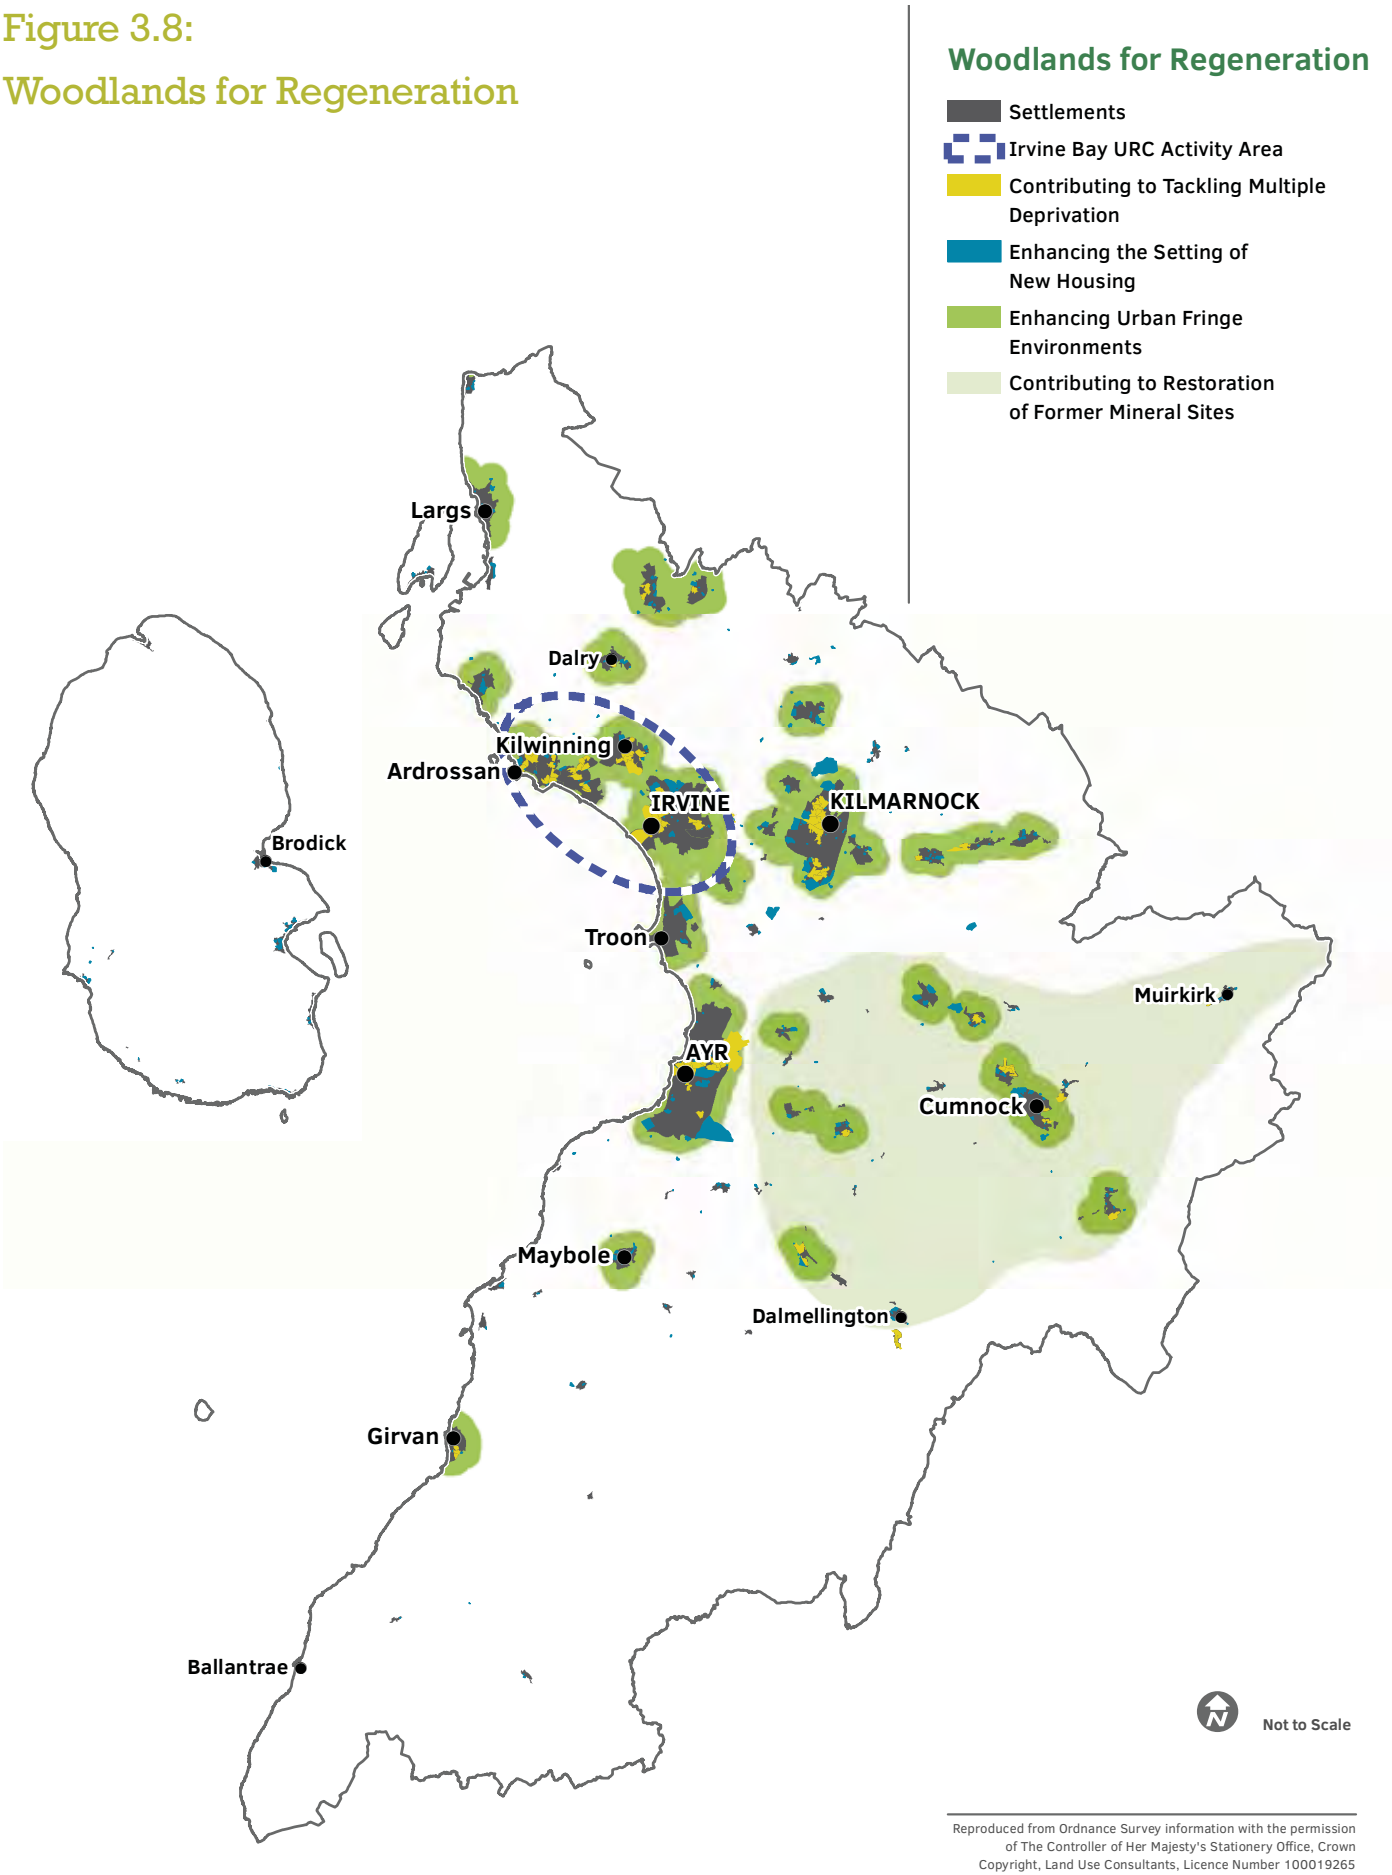 Figure 3.8:
Woodlands for Regeneration
Woodlands for Regeneration
Settlements
Irvine Bay URC Activity Area
Contributing to Tackling Multiple
Deprivation
Enhancing the Setting of
New Housing
Enhancing Urban Fringe
Environments
Contributing to Restoration
of Former Mineral Sites
Largs
Dalry
Kilwinning
Ardrossan
IRVINE
KILMARNOCK
Brodick
Troon
Muirkirk
AYR
Cumnock
Maybole
Dalmellington
Girvan
Ballantrae
N
Not to Scale
Reproduced from Ordnance Survey information with the permission
of The Controller of Her Majesty's Stationery Office, Crown
Copyright, Land Use Consultants, Licence Number 100019265